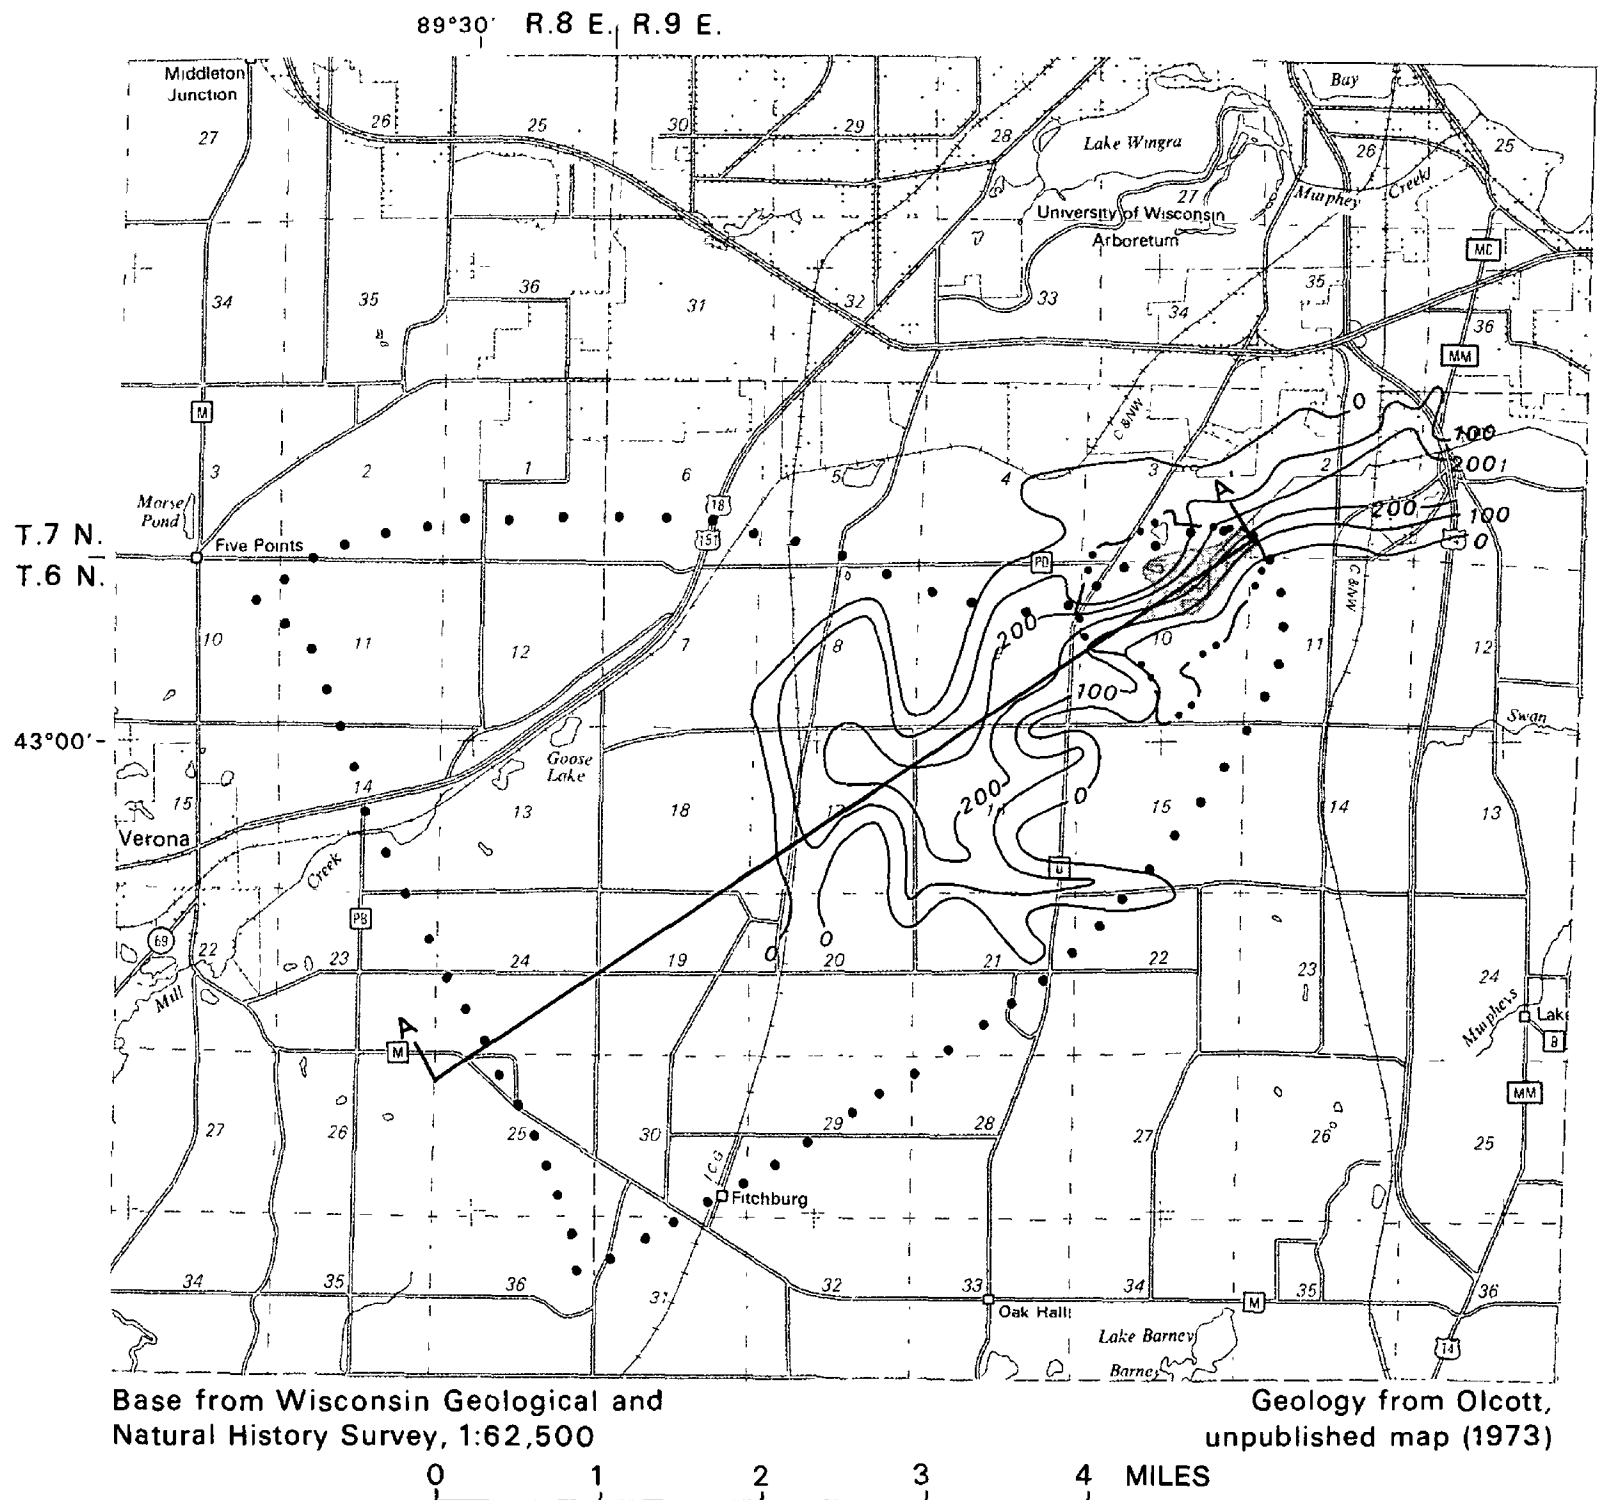 89°30' R.8 E. R.9 E.
Middleton
Junction
Bay
27
26
25
30
29
28
Lake Wingra
26
25
27
Murphey Creek
University of Wisconsin
Arboretum
MC
34
35
36
31
32
33
34
35
36
MM
M
0
C &NW
100
3
2
1
6
5
4
3
2
2001
Morse
Pond
18
151
A'
200
100
0
T.7 N.
Five Points
PD
T.6 N.
C &NW
10
11
12
7
8
200
10
11
12
100
43°00'
Swan
Goose
Lake
14
15
13
18
17
200
0
15
14
13
Verona
Creek
PB
69
22
23
24
19
0
0
20
21
22
23
24
Mill
Murpheys
Lake
B
A
M
MM
27
26
25
30
29
28
27
26
25
ICG
Fitchburg
34
35
36
31
32
33
34
35
36
Oak Hall
M
Lake Barney
Barney
14
Base from Wisconsin Geological and
Natural History Survey, 1:62,500
Geology from Olcott,
unpublished map (1973)
0 1 2 3 4 MILES